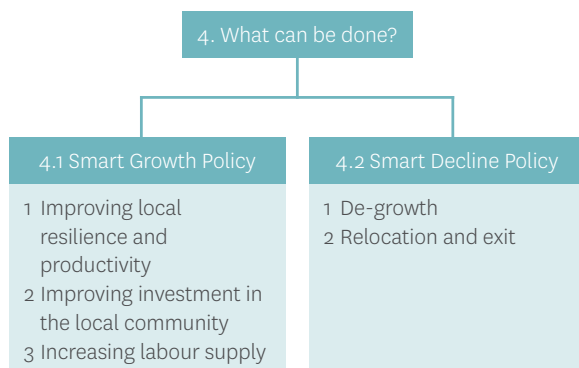 4. What can be done?
4.1 Smart Growth Policy
1 Improving local
resilience and
productivity
2 Improving investment in
the local community
3 Increasing labour supply
4.2 Smart Decline Policy
1 De-growth
2 Relocation and exit